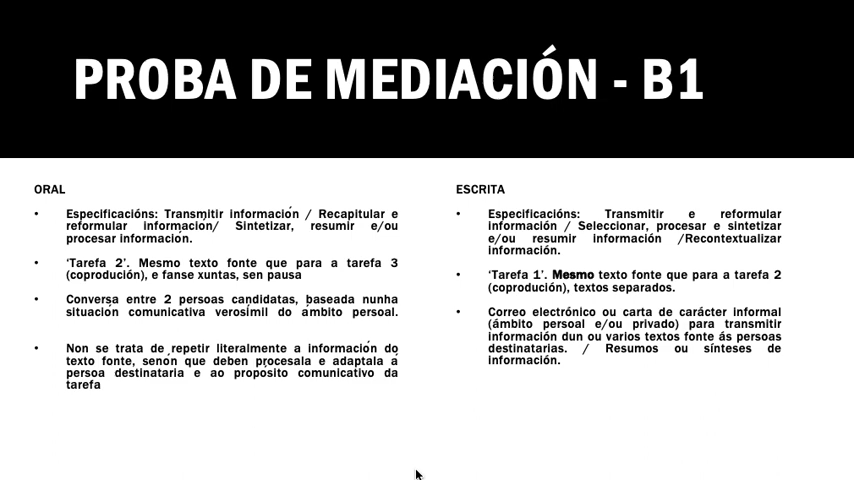 PROBA DE MEDIACIÓN - B1
ORAL
• Especificacións: Transmitir información / Recapitular e
reformular informacion/ Sintetizar, resumir e/ou
procesar información.
• ‘Tarefa 2’. Mesmo texto fonte que para a tarefa 3
(coprodución), e fanse xuntas, sen pausa
• Conversa entre 2 persoas candidatas, baseada nunha
situación comunicativa verosímil do ámbito persoal.
• Non se trata de repetir literalmente a información do
texto fonte, senón que deben procesala e adaptala á
persoa destinataria e ao propósito comunicativo da
tarefa
ESCRITA
• Especificacións: Transmitir e reformular
información / Seleccionar, procesar e sintetizar
e/ou resumir información /Recontextualizar
información.
• ‘Tarefa 1’. Mesmo texto fonte que para a tarefa 2
(coprodución), textos separados.
• Correo electrónico ou carta de carácter informal
(ámbito persoal e/ou privado) para transmitir
información dun ou varios textos fonte ás persoas
destinatarias. / Resumos ou sínteses de
información.